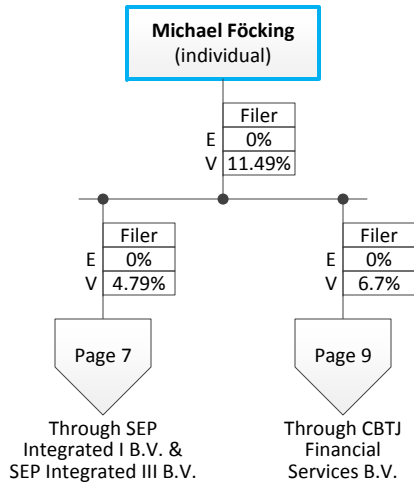 Michael Föcking
(individual)
Filer
E 0%
V 11.49%
Filer
E 0%
V 4.79%
Filer
E 0%
V 6.7%
Page 7
Page 9
Through SEP
Integrated I B.V. &
SEP Integrated III B.V.
Through CBTJ
Financial
Services B.V.